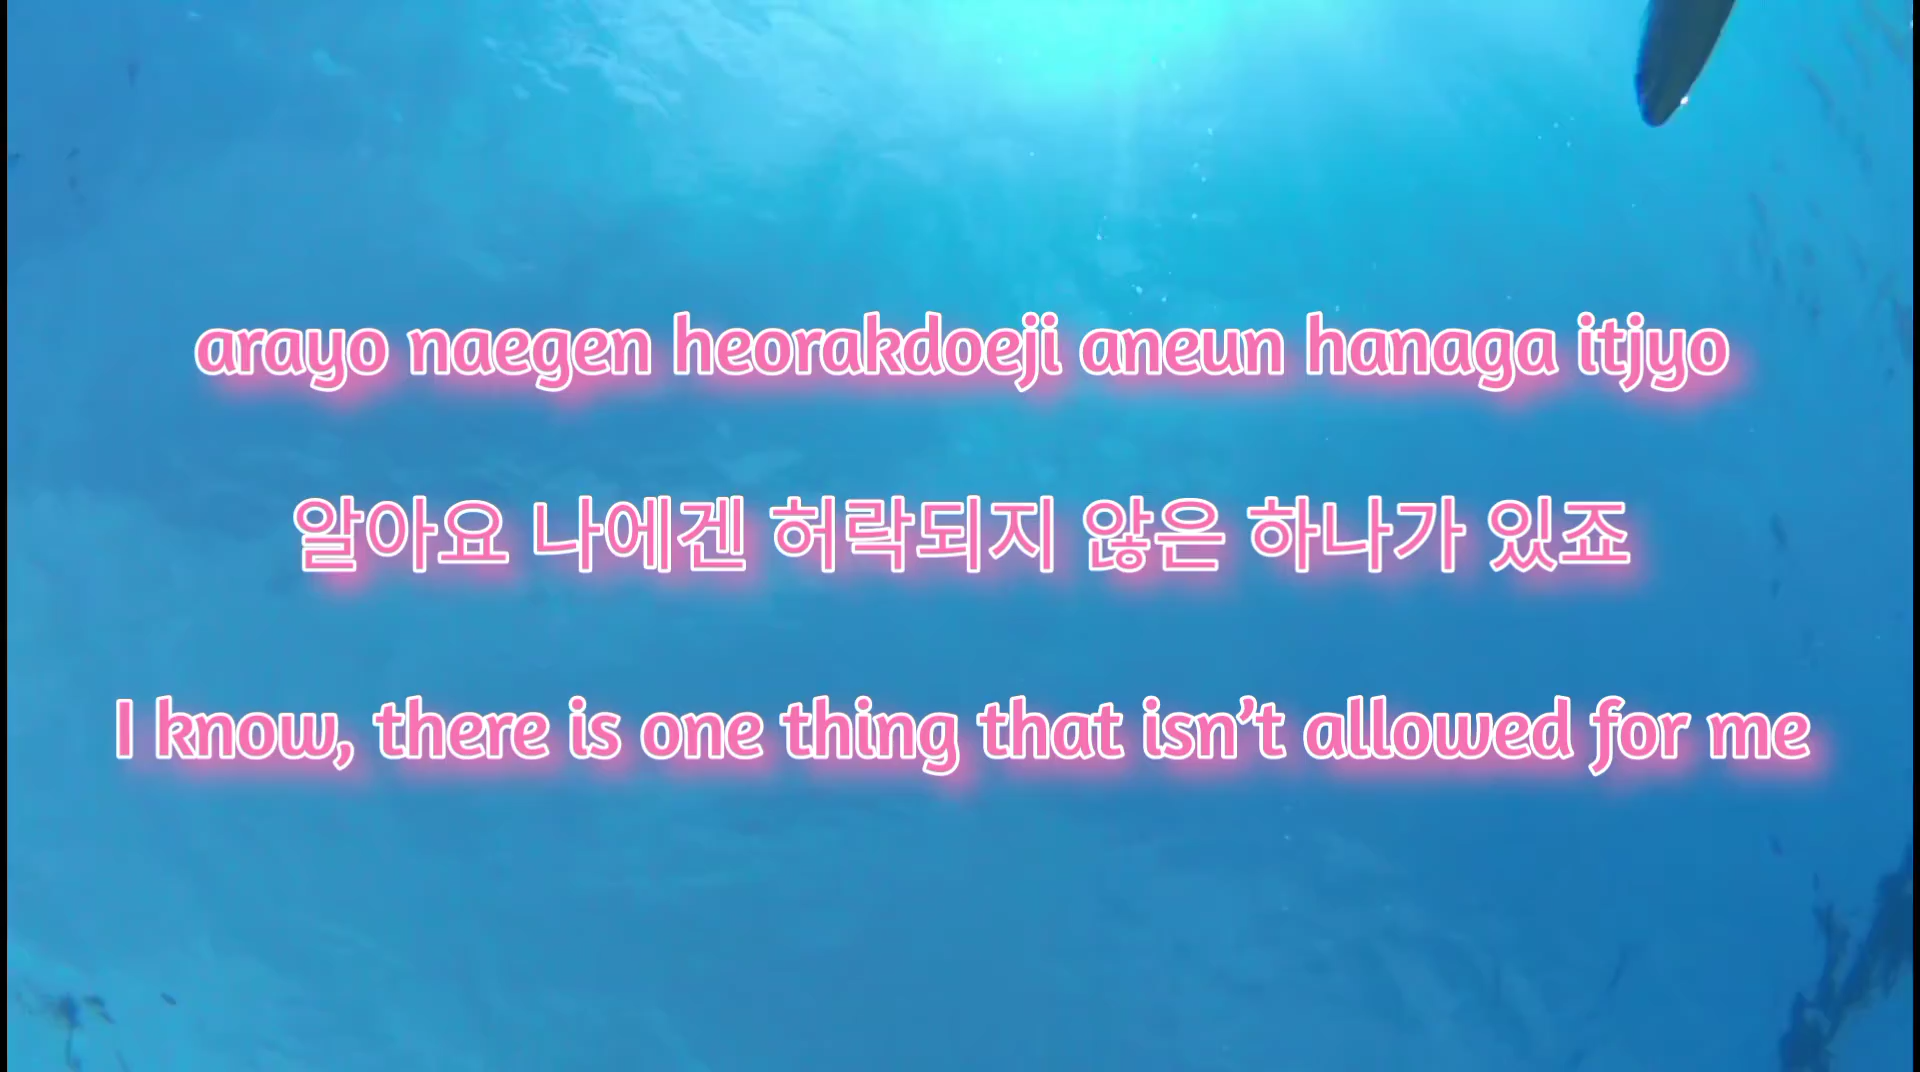 arayo naegen heorakdoeji aneun hanaga itjyo
알아요 나에겐 허락되지 않은 하나가 있죠
I know, there is one thing that isn’t allowed for me